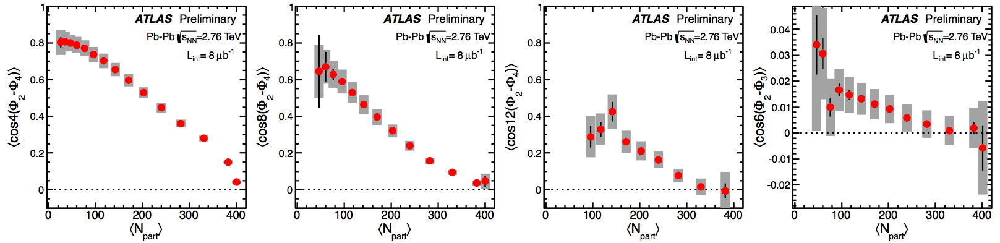 ATLAS Preliminary
Pb-Pb √sNN=2.76 TeV
Lint= 8 μb-1
⟨cos4(Φ2-Φ4)⟩
1
0.8
0.6
0.4
0.2
0
0 100 200 300 400
⟨Npart⟩
ATLAS Preliminary
Pb-Pb √sNN=2.76 TeV
Lint= 8 μb-1
⟨cos8(Φ2-Φ4)⟩
1
0.8
0.6
0.4
0.2
0
0 100 200 300 400
⟨Npart⟩
ATLAS Preliminary
Pb-Pb √sNN=2.76 TeV
Lint= 8 μb-1
⟨cos12(Φ2-Φ4)⟩
1
0.8
0.6
0.4
0.2
0
0 100 200 300 400
⟨Npart⟩
ATLAS Preliminary
Pb-Pb √sNN=2.76 TeV
Lint= 8 μb-1
⟨cos6(Φ2-Φ3)⟩
0.04
0.03
0.02
0.01
0
-0.01
-0.02
0 100 200 300 400
⟨Npart⟩